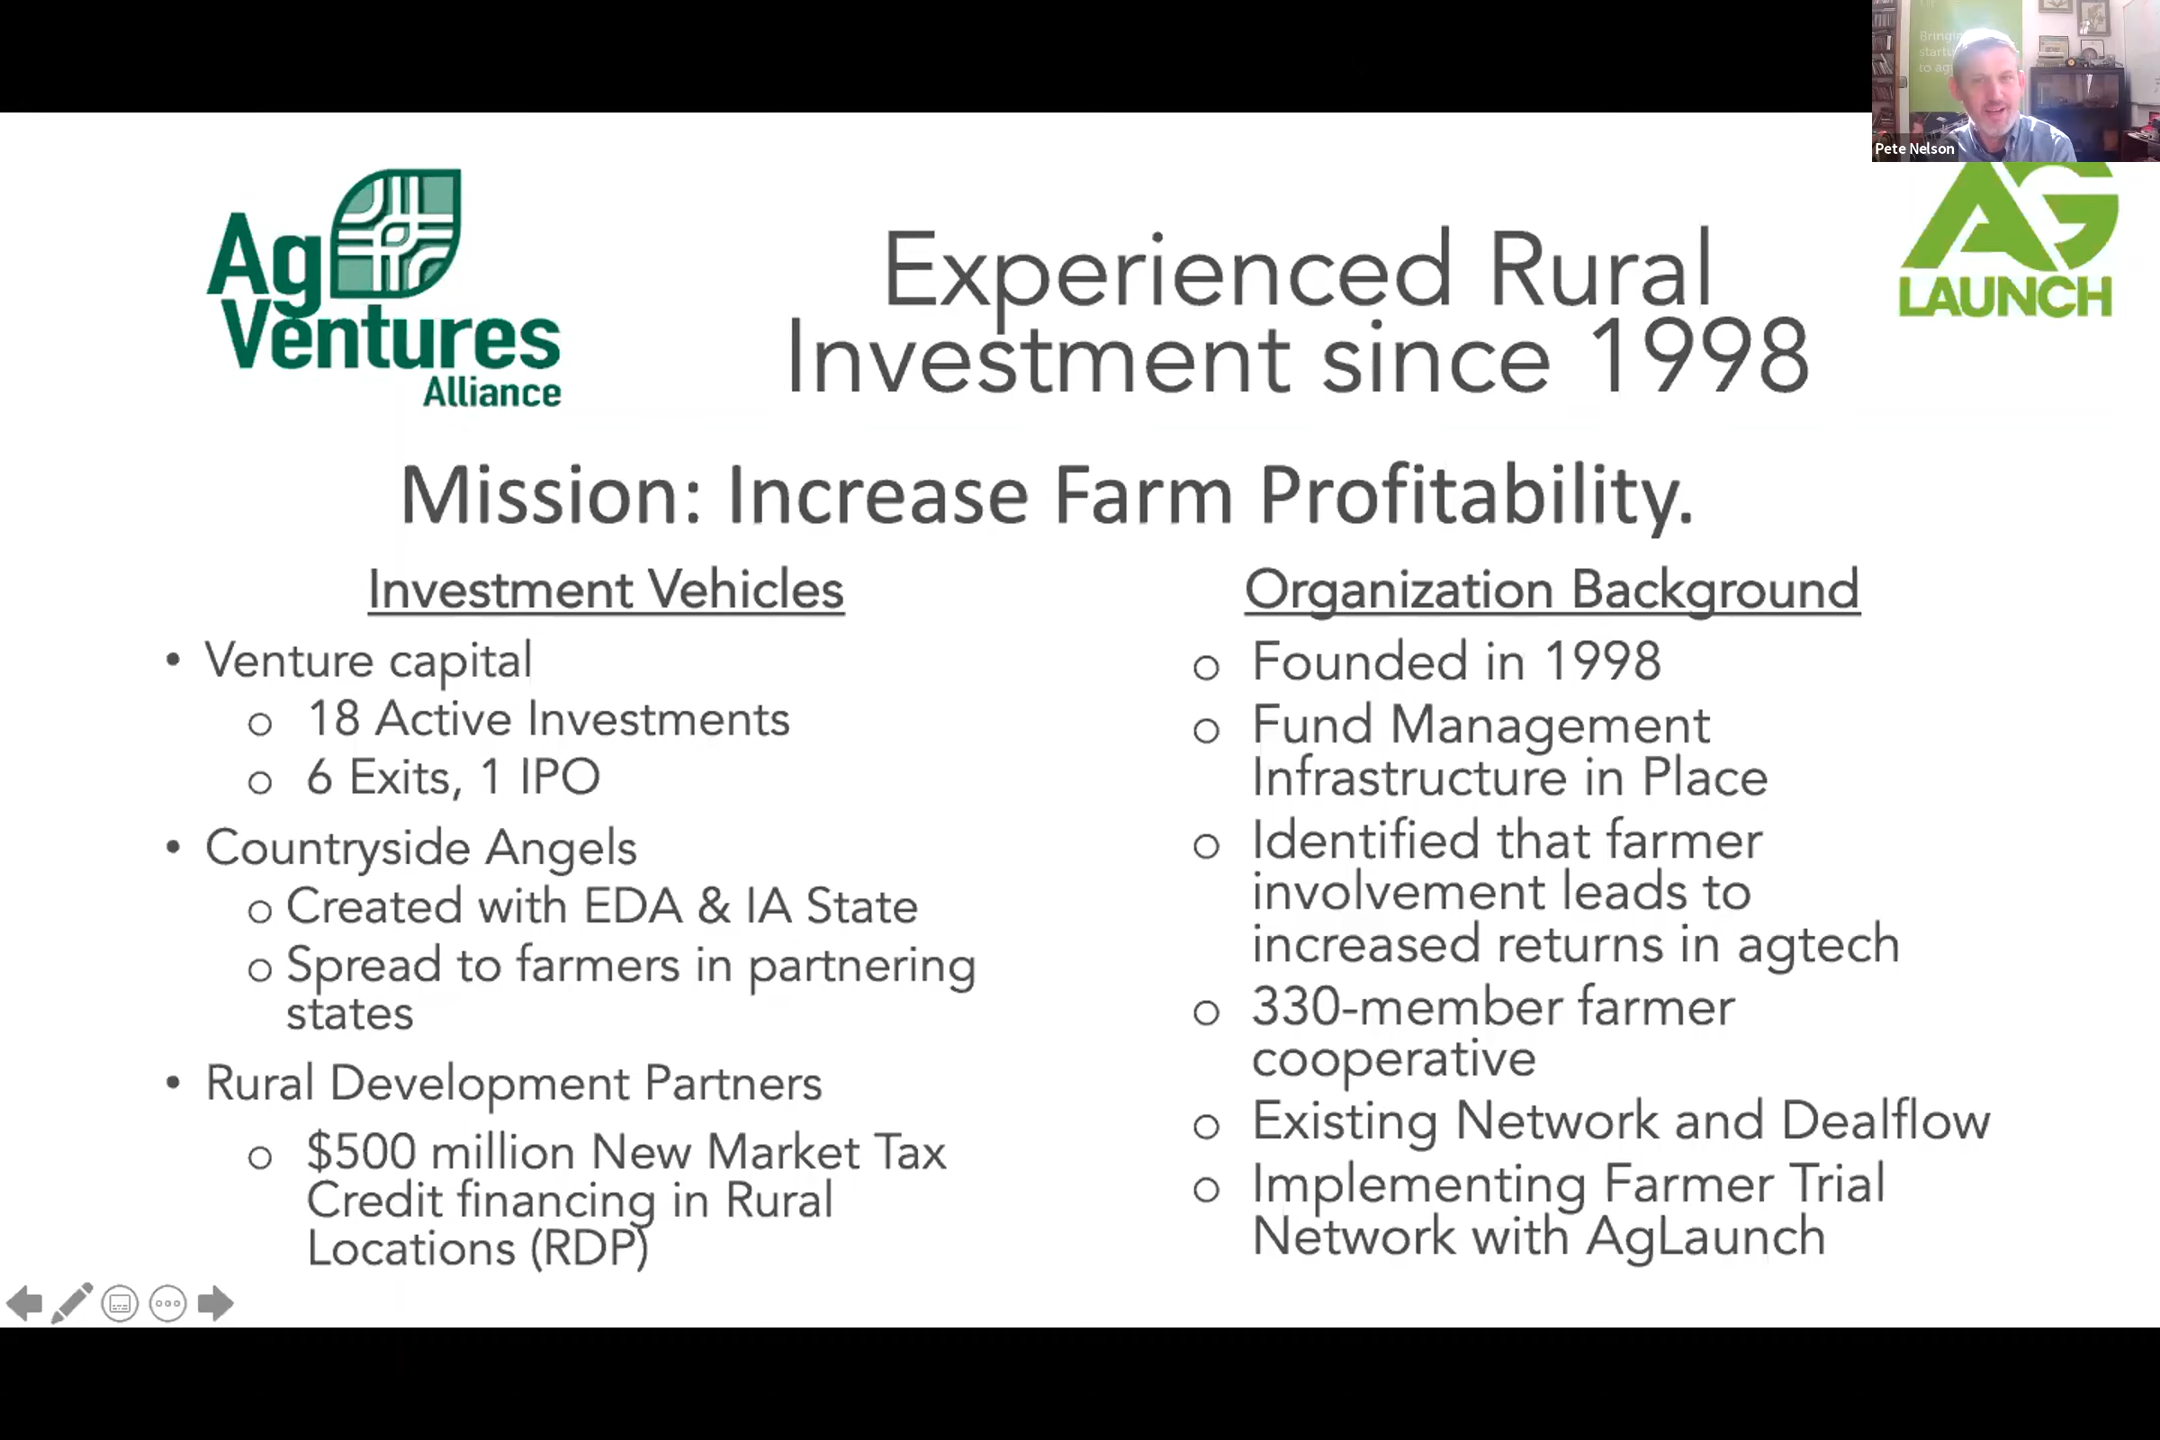 Bringing
startu
to ag
Pete Nelson
Ag
Ventures
Alliance
Experienced Rural
Investment since 1998
AG
LAUNCH
Mission: Increase Farm Profitability.
Investment Vehicles
• Venture capital
o 18 Active Investments
o 6 Exits, 1 IPO
• Countryside Angels
o Created with EDA & IA State
o Spread to farmers in partnering
states
• Rural Development Partners
o $500 million New Market Tax
Credit financing in Rural
Locations (RDP)
Organization Background
o Founded in 1998
o Fund Management
Infrastructure in Place
o Identified that farmer
involvement leads to
increased returns in agtech
o 330-member farmer
cooperative
o Existing Network and Dealflow
o Implementing Farmer Trial
Network with AgLaunch